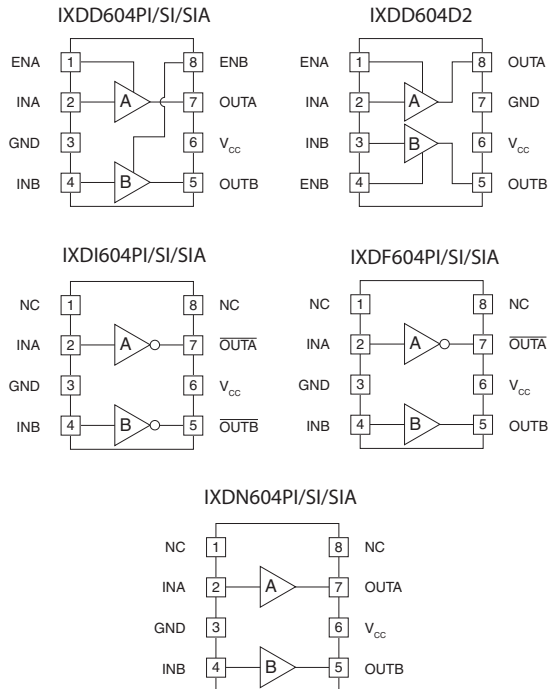 IXDD604PI/SI/SIA
ENA 1 8 ENB
INA 2 A 7 OUTA
GND 3 6 VCC
INB 4 B 5 OUTB
IXDD604D2
ENA 1 8 OUTA
INA 2 A 7 GND
INB 3 B 6 VCC
ENB 4 5 OUTB
IXDI604PI/SI/SIA
NC 1 8 NC
INA 2 A 7 OUTA
GND 3 6 VCC
INB 4 B 5 OUTB
IXDF604PI/SI/SIA
NC 1 8 NC
INA 2 A 7 OUTA
GND 3 6 VCC
INB 4 B 5 OUTB
IXDN604PI/SI/SIA
NC 1 8 NC
INA 2 A 7 OUTA
GND 3 6 VCC
INB 4 B 5 OUTB